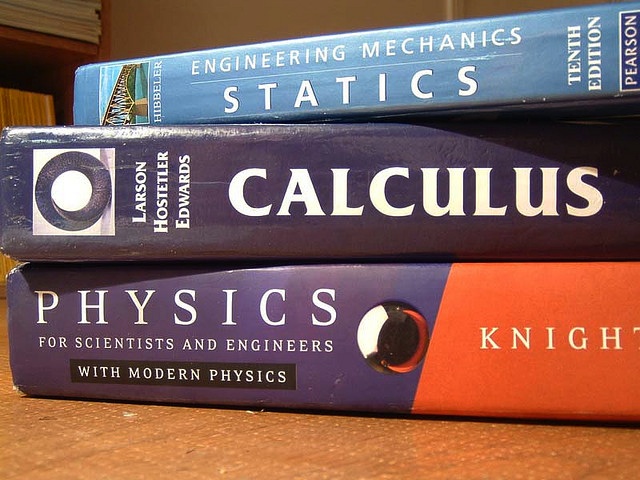 HIBBELER
ENGINEERING MECHANICS
STATICS
TENTH
EDITION
PEARSON
LARSON
HOSTETLER
EDWARDS
CALCULUS
PHYSICS
FOR SCIENTISTS AND ENGINEERS
WITH MODERN PHYSICS
KNIGHT